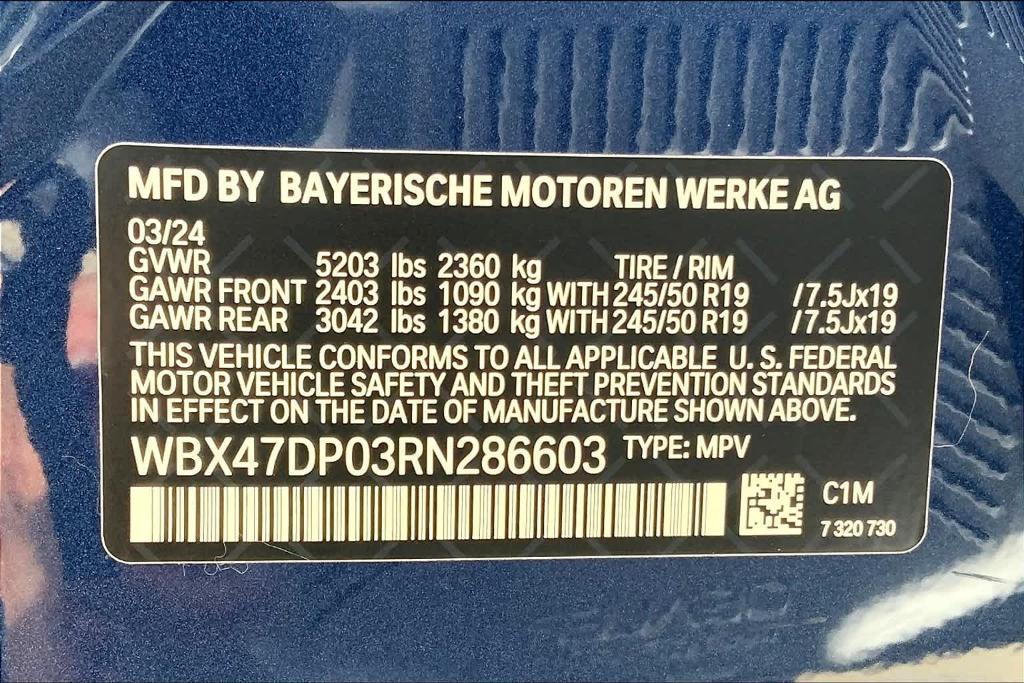 MFD BY BAYERISCHE MOTOREN WERKE AG
03/24
GVWR 5203 lbs 2360 kg TIRE / RIM
GAWR FRONT 2403 lbs 1090 kg WITH 245/50 R19 /7.5Jx19
GAWR REAR 3042 lbs 1380 kg WITH 245/50 R19 /7.5Jx19
THIS VEHICLE CONFORMS TO ALL APPLICABLE U. S. FEDERAL
MOTOR VEHICLE SAFETY AND THEFT PREVENTION STANDARDS
IN EFFECT ON THE DATE OF MANUFACTURE SHOWN ABOVE.
WBX47DP03RN286603 TYPE: MPV
C1M
7 320 730